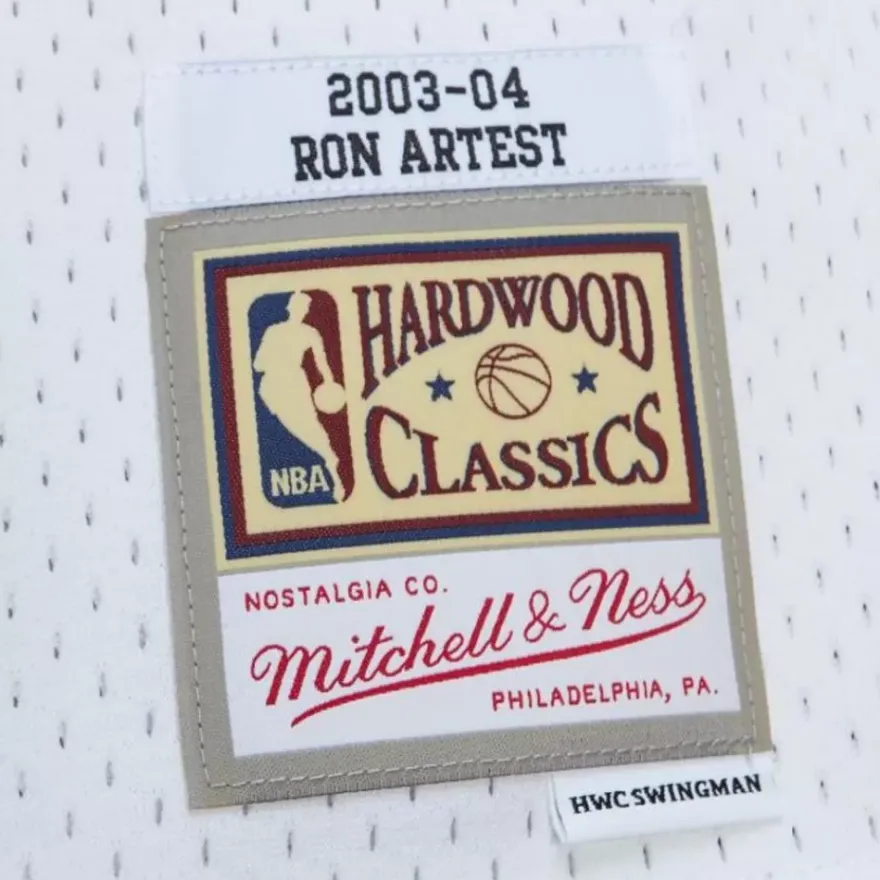 2003-04
RON ARTEST
HARDWOOD
CLASSICS
NBA
NOSTALGIA CO.
Mitchell & Ness
PHILADELPHIA, PA.
HWC SWINGMAN